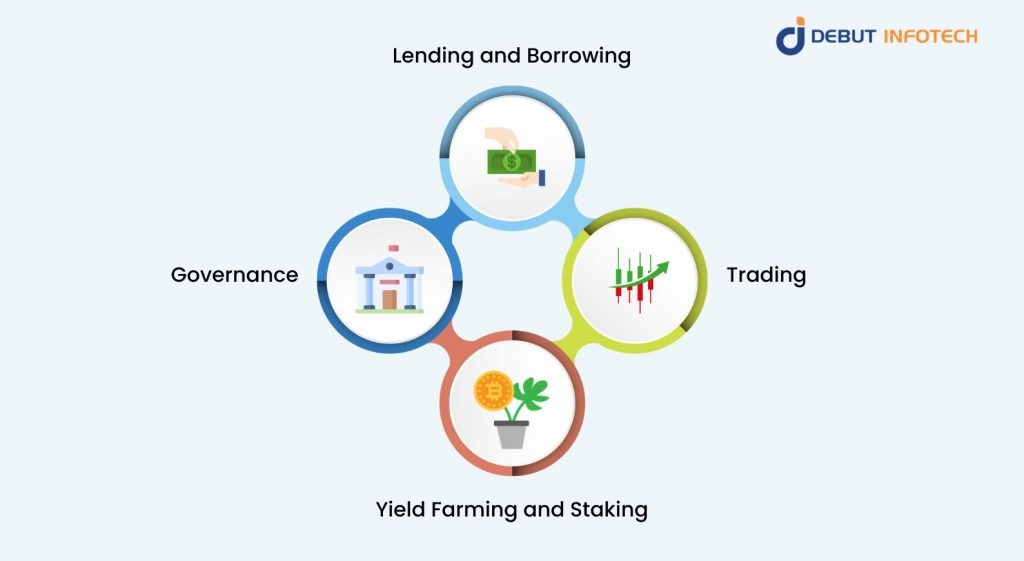 DEBUT INFOTECH
Lending and Borrowing
Governance
Trading
Yield Farming and Staking